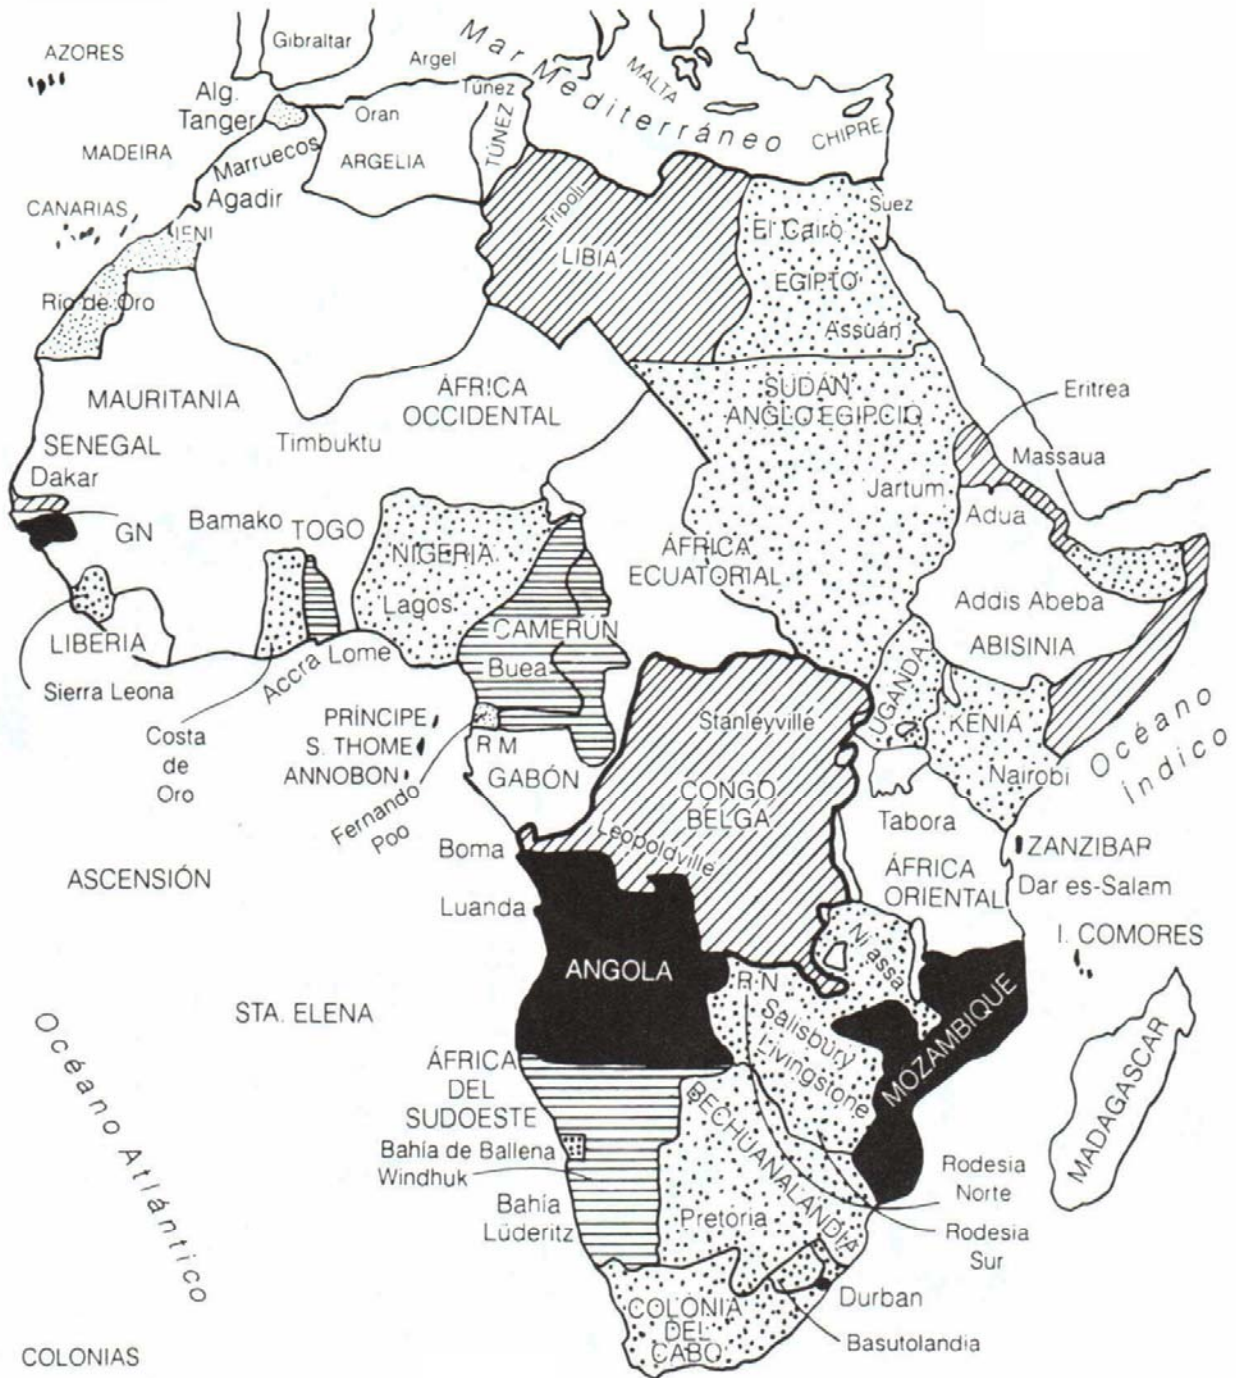 AZORES
Gibraltar
Argel
Mar Mediterráneo
MALTA
CHIPRE
Alg.
Tanger
Oran
Túnez
TÚNEZ
MADEIRA
Marruecos
ARGELIA
Agadir
CANARIAS
IFNI
Tripoli
LIBIA
Suez
El Cairo
EGIPTO
Assuán
Río de Oro
MAURITANIA
ÁFRICA
OCCIDENTAL
SUDÁN
ANGLO EGIPCIO
Eritrea
SENEGAL
Dakar
Timbuktu
Massaua
Jartum
Adua
GN
Bamako
TOGO
NIGERIA
Lagos
ÁFRICA
ECUATORIAL
Addis Abeba
ABISINIA
LIBERIA
Sierra Leona
Accra
Lome
CAMERÚN
Buea
UGANDA
KENIA
Nairobi
Océano
Índico
Costa
de
Oro
PRÍNCIPE
S. THOME
ANNOBON
Fernando
Poo
R M
GABÓN
Stanleyville
CONGO
BELGA
Leopoldville
Boma
Tabora
ÁFRICA
ORIENTAL
ZANZIBAR
Dar es-Salam
ASCENSIÓN
Luanda
ANGOLA
I. COMORES
Niassa
STA. ELENA
R N
Salisbury
Livingstone
MOZAMBIQUE
MADAGASCAR
Océano Atlántico
ÁFRICA
DEL
SUDOESTE
Bahía de Ballena
Windhuk
Bahía
Lüderitz
BECHUANALANDIA
Pretoria
Rodesia
Norte
Rodesia
Sur
COLONIA
DEL
CABO
Durban
Basutolandia
COLONIAS